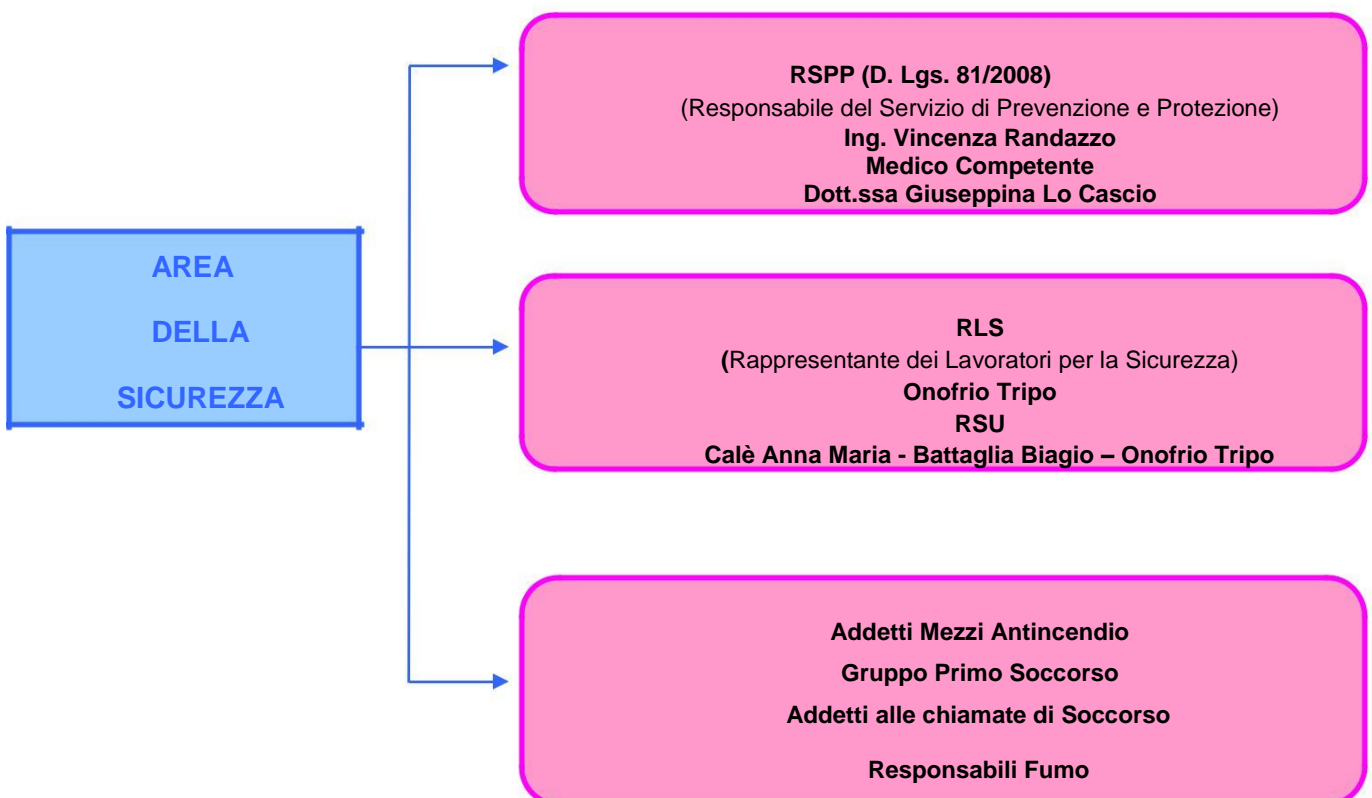 AREA
DELLA
SICUREZZA
RSPP (D. Lgs. 81/2008)
(Responsabile del Servizio di Prevenzione e Protezione)
Ing. Vincenza Randazzo
Medico Competente
Dott.ssa Giuseppina Lo Cascio
RLS
(Rappresentante dei Lavoratori per la Sicurezza)
Onofrio Tripo
RSU
Calè Anna Maria - Battaglia Biagio – Onofrio Tripo
Addetti Mezzi Antincendio
Gruppo Primo Soccorso
Addetti alle chiamate di Soccorso
Responsabili Fumo